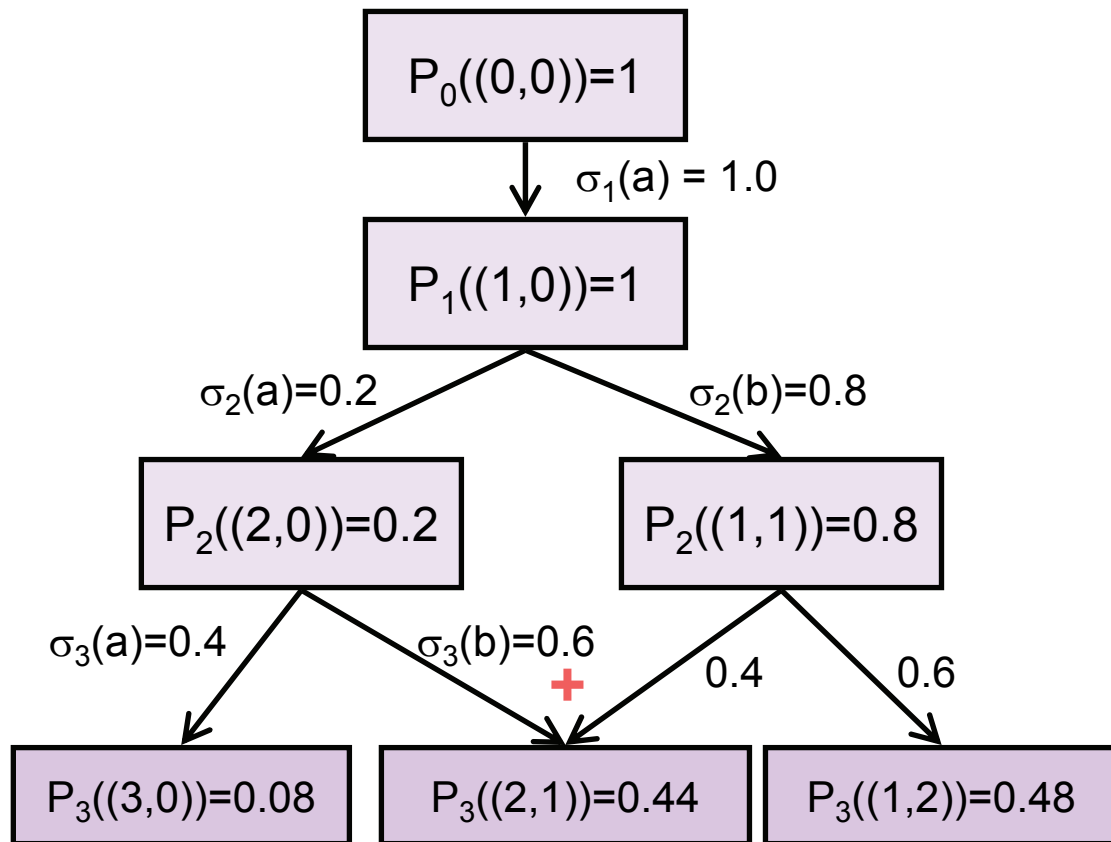 P₀((0,0))=1
σ₁(a) = 1.0
P₁((1,0))=1
σ₂(a)=0.2
σ₂(b)=0.8
P₂((2,0))=0.2
P₂((1,1))=0.8
σ₃(a)=0.4
σ₃(b)=0.6
0.4
0.6
+
P₃((3,0))=0.08
P₃((2,1))=0.44
P₃((1,2))=0.48